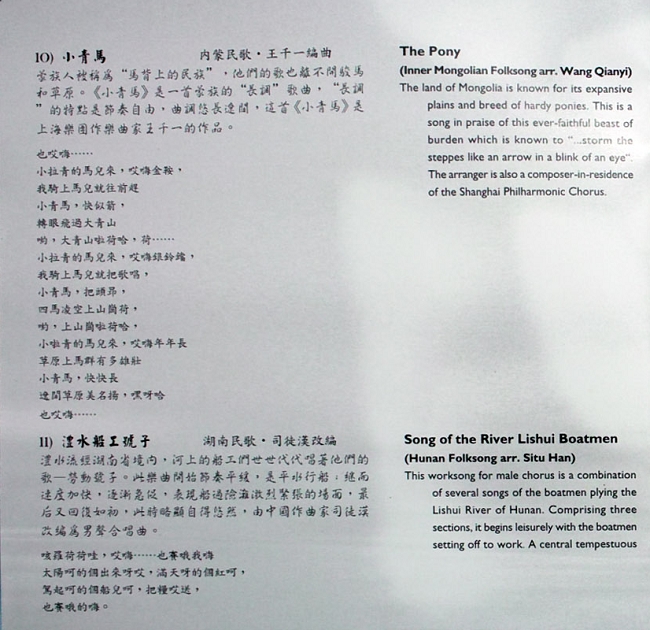 10) 小青馬 內蒙民歌·王千一編曲
蒙族人被稱爲“馬背上的民族”，他們的歌也離不開駿馬
和草原。《小青馬》是一首蒙族的“長調”歌曲，“長調
”的特點是節奏自由，曲調悠長遼闊，這首《小青馬》是
上海樂團作樂曲家王千一的作品。
也哎嗨……
小拉青的馬兒來，哎嗨金鞍，
我騎上馬兒就往前趕
小青馬，快似箭，
轉眼飛過大青山
喲，大青山啦荷哈，荷……
小拉青的馬兒來，哎嗨銀鈴鐺，
我騎上馬兒就把歌唱，
小青馬，把頭昂，
四馬凌空上山崗荷，
喲，上山崗啦荷哈，
小啦青的馬兒來，哎嗨年年長
草原上馬群有多雄壯
小青馬，快快長
遼闊草原美名揚，嘿呀哈
也哎嗨……
11) 澧水船工號子 湖南民歌·司徒漢改編
澧水流經湖南省境內，河上的船工們世世代代唱著他們的
歌—勞動號子。此樂曲開始節奏平緩，是平水行船；繼而
速度加快，逐漸急促，表現船過險灘激烈緊張的場面，最
後又回復如初，此時略顯自得悠然，由中國作曲家司徒漢
改編爲男聲合唱曲。
羅荷荷哇，哎嗨……也賽哦我嗨
太陽呵的個出來呀哎，滿天呀的個紅呵，
駕起呵的個船兒呵，把糧哎送，
也賽哦的嗨。
The Pony
(Inner Mongolian Folksong arr. Wang Qianyi)
The land of Mongolia is known for its expansive
plains and breed of hardy ponies. This is a
song in praise of this ever-faithful beast of
burden which is known to “...storm the
steppes like an arrow in a blink of an eye”.
The arranger is also a composer-in-residence
of the Shanghai Philharmonic Chorus.
Song of the River Lishui Boatmen
(Hunan Folksong arr. Situ Han)
This worksong for male chorus is a combination
of several songs of the boatmen plying the
Lishui River of Hunan. Comprising three
sections, it begins leisurely with the boatmen
setting off to work. A central tempestuous